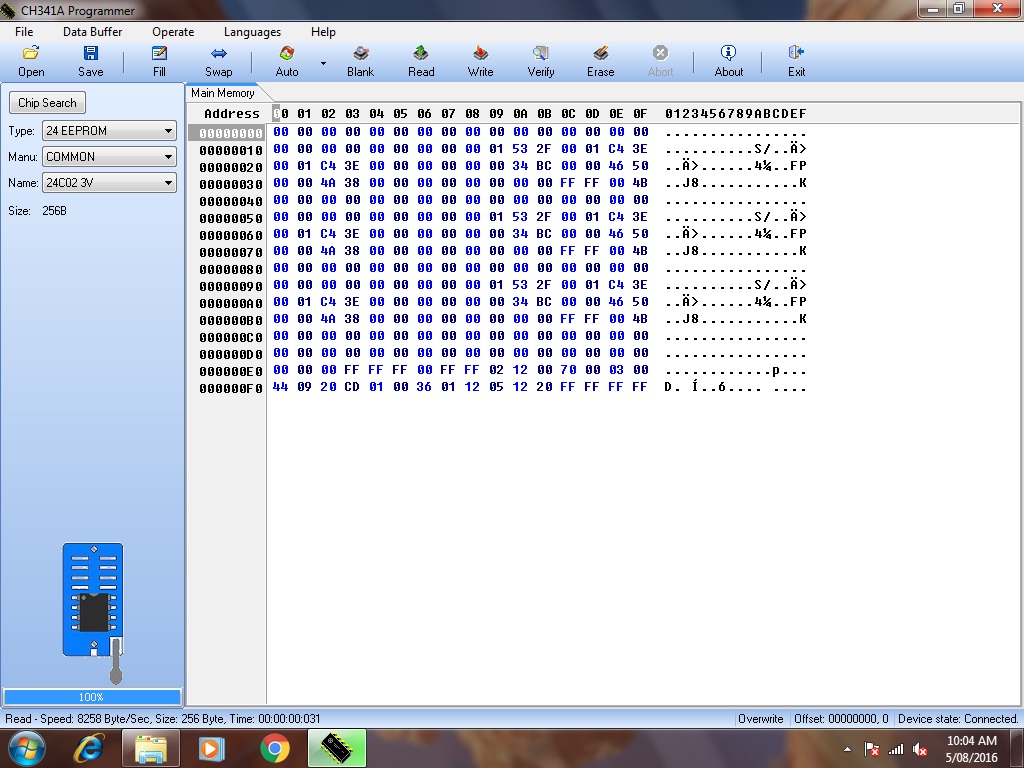 CH341A Programmer
File Data Buffer Operate Languages Help
Open Save Fill Swap Auto Blank Read Write Verify Erase Abort About Exit
Chip Search
Type: 24 EEPROM
Manu: COMMON
Name: 24C02 3V
Size: 256B
Main Memory
Address 00 01 02 03 04 05 06 07 08 09 0A 0B 0C 0D 0E 0F 0123456789ABCDEF
00000000 00 00 00 00 00 00 00 00 00 00 00 00 00 00 00 00 ................
00000010 00 00 00 00 00 00 00 00 00 01 53 2F 00 01 C4 3E ..........S/..Ä>
00000020 00 01 C4 3E 00 00 00 00 00 00 34 BC 00 00 46 50 ..Ä>......4¼..FP
00000030 00 00 4A 38 00 00 00 00 00 00 00 00 FF FF 00 4B ..J8...........K
00000040 00 00 00 00 00 00 00 00 00 00 00 00 00 00 00 00 ................
00000050 00 00 00 00 00 00 00 00 00 01 53 2F 00 01 C4 3E ..........S/..Ä>
00000060 00 01 C4 3E 00 00 00 00 00 00 34 BC 00 00 46 50 ..Ä>......4¼..FP
00000070 00 00 4A 38 00 00 00 00 00 00 00 00 FF FF 00 4B ..J8...........K
00000080 00 00 00 00 00 00 00 00 00 00 00 00 00 00 00 00 ................
00000090 00 00 00 00 00 00 00 00 00 01 53 2F 00 01 C4 3E ..........S/..Ä>
000000A0 00 01 C4 3E 00 00 00 00 00 00 34 BC 00 00 46 50 ..Ä>......4¼..FP
000000B0 00 00 4A 38 00 00 00 00 00 00 00 00 FF FF 00 4B ..J8...........K
000000C0 00 00 00 00 00 00 00 00 00 00 00 00 00 00 00 00 ................
000000D0 00 00 00 00 00 00 00 00 00 00 00 00 00 00 00 00 ................
000000E0 00 00 00 FF FF FF 00 FF FF 02 12 00 70 00 03 00 ............p...
000000F0 44 09 20 CD 01 00 36 01 12 05 12 20 FF FF FF FF D. Í..6.... ....
100%
Read - Speed: 8258 Byte/Sec, Size: 256 Byte, Time: 00:00:00:031 Overwrite Offset: 00000000, 0 Device state: Connected.
10:04 AM
5/08/2016